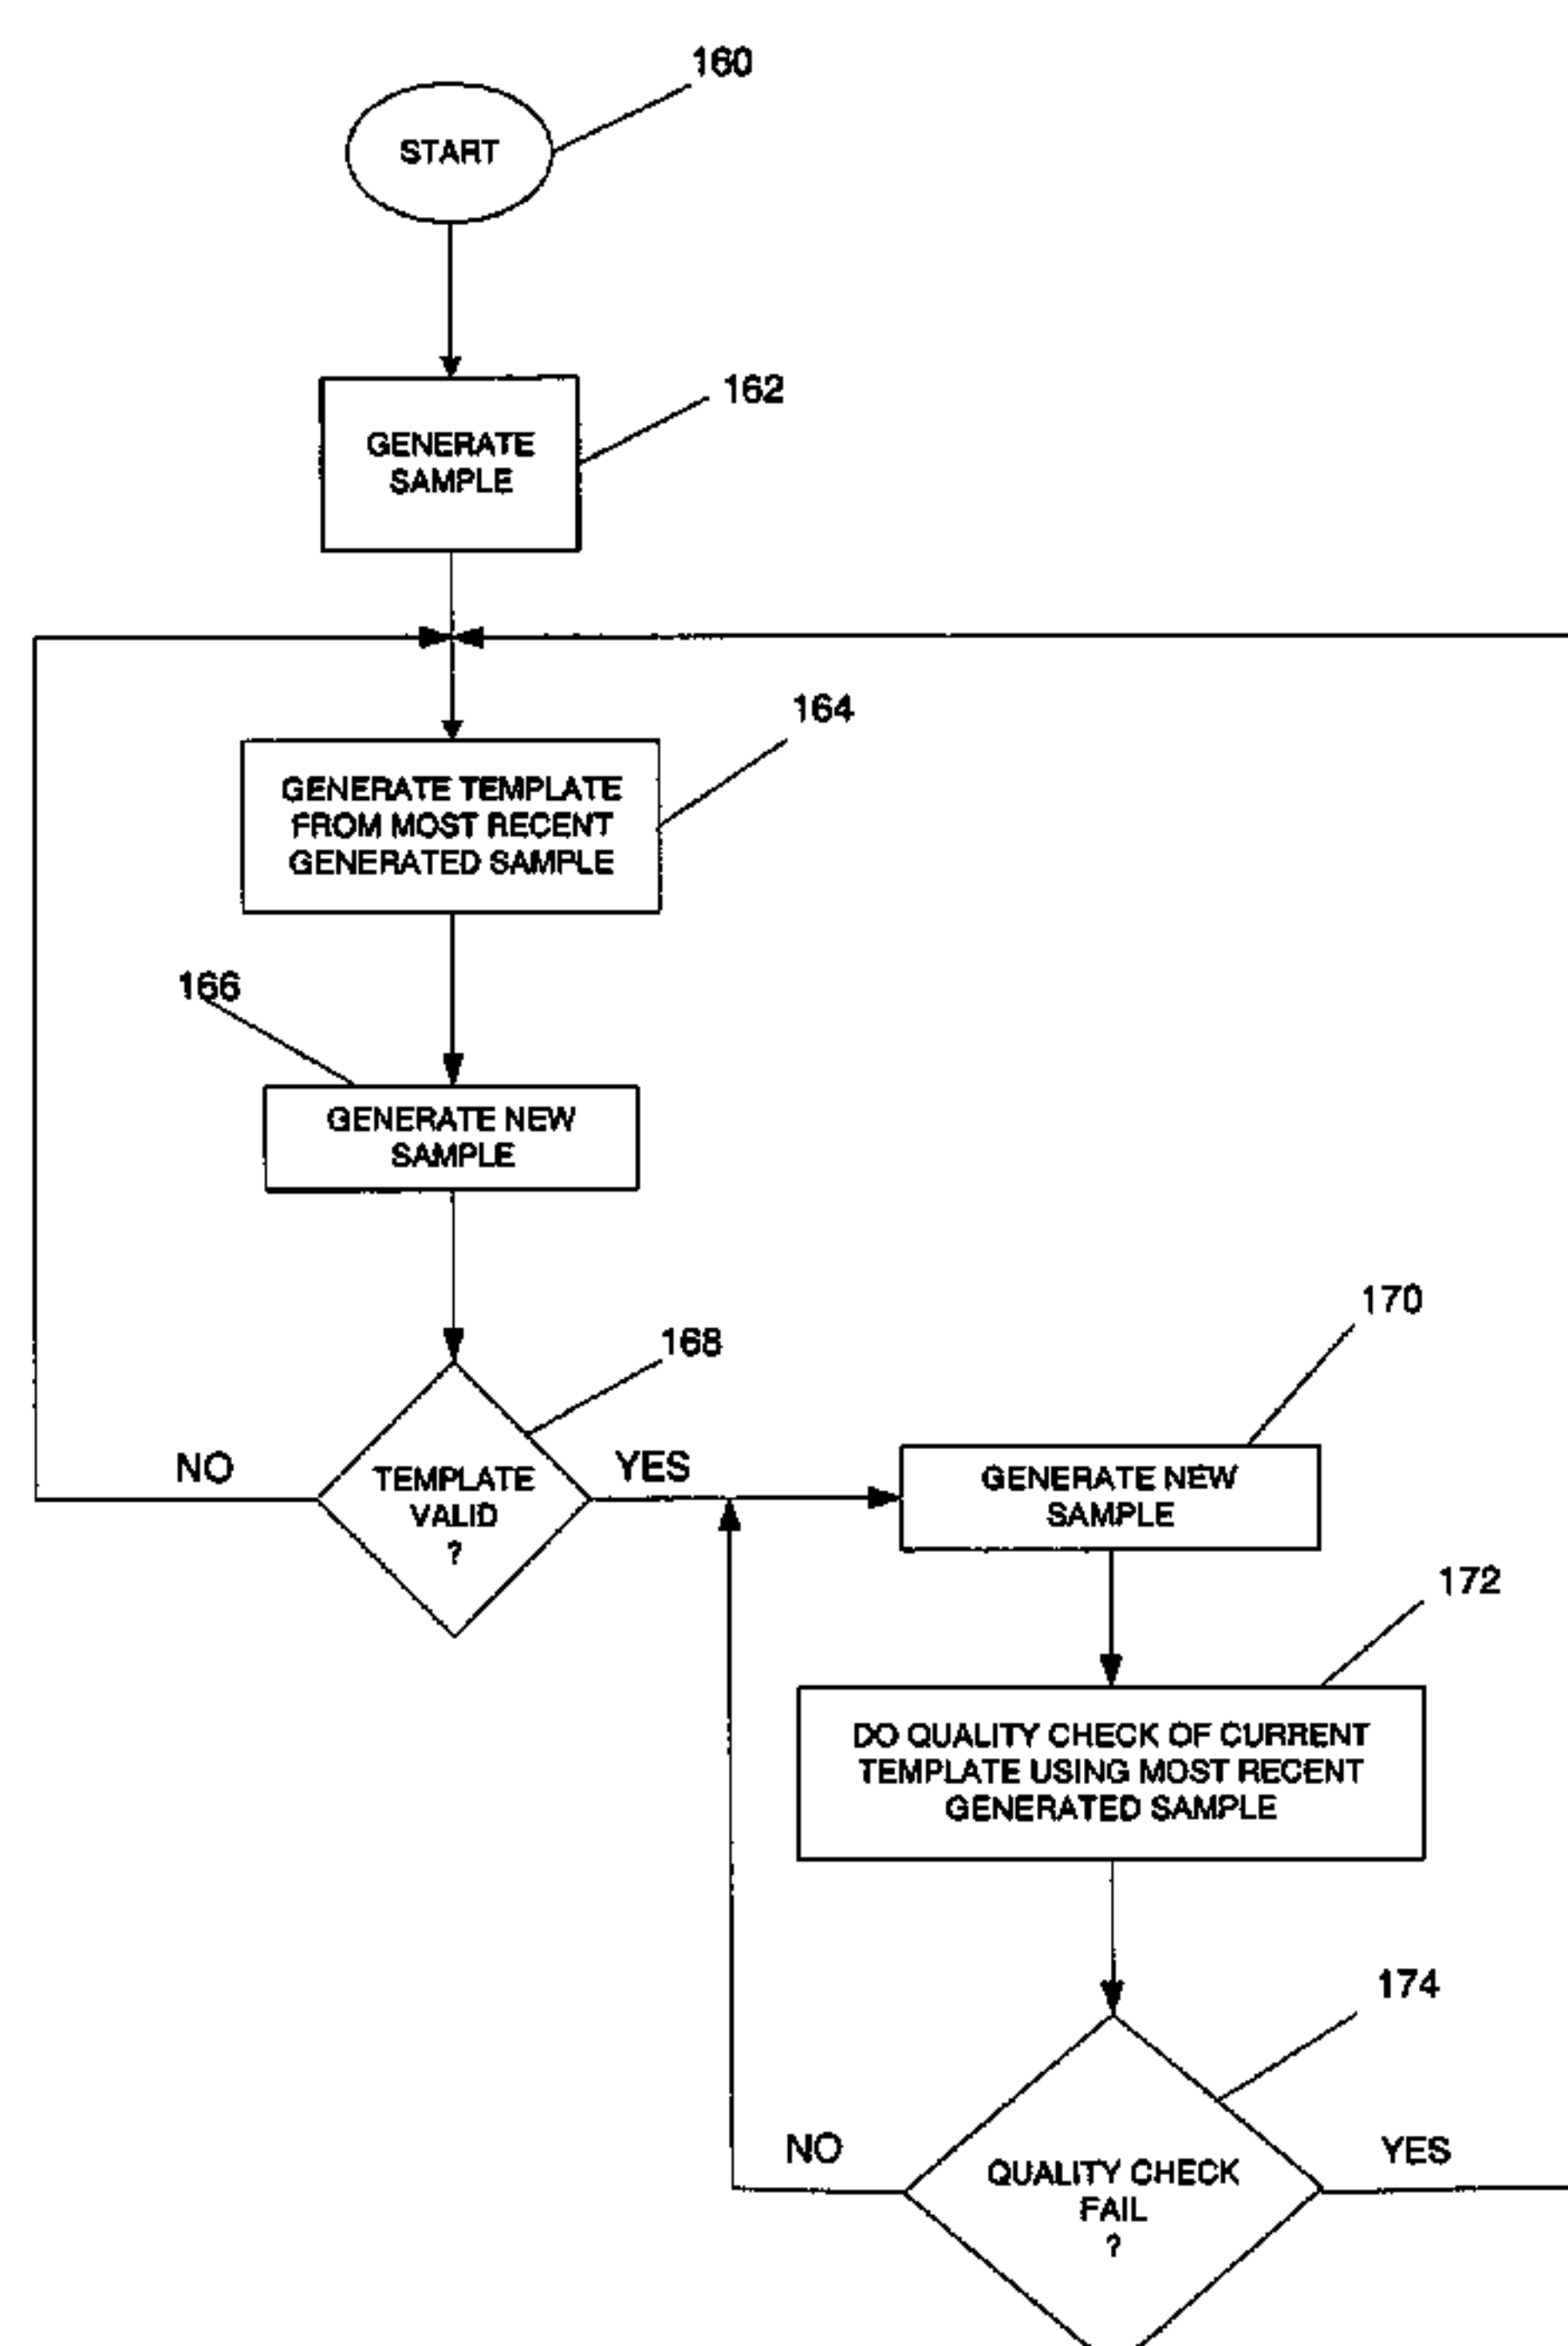 160
START
162
GENERATE
SAMPLE
164
GENERATE TEMPLATE
FROM MOST RECENT
GENERATED SAMPLE
166
GENERATE NEW
SAMPLE
168
TEMPLATE
VALID
?
NO
YES
170
GENERATE NEW
SAMPLE
172
DO QUALITY CHECK OF CURRENT
TEMPLATE USING MOST RECENT
GENERATED SAMPLE
174
QUALITY CHECK
FAIL
?
NO
YES